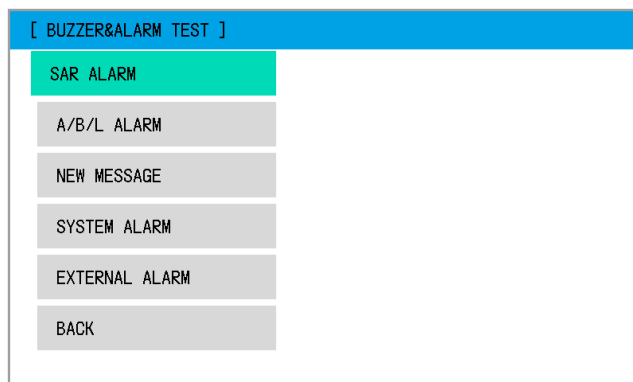 [ BUZZER&ALARM TEST ]
SAR ALARM
A/B/L ALARM
NEW MESSAGE
SYSTEM ALARM
EXTERNAL ALARM
BACK